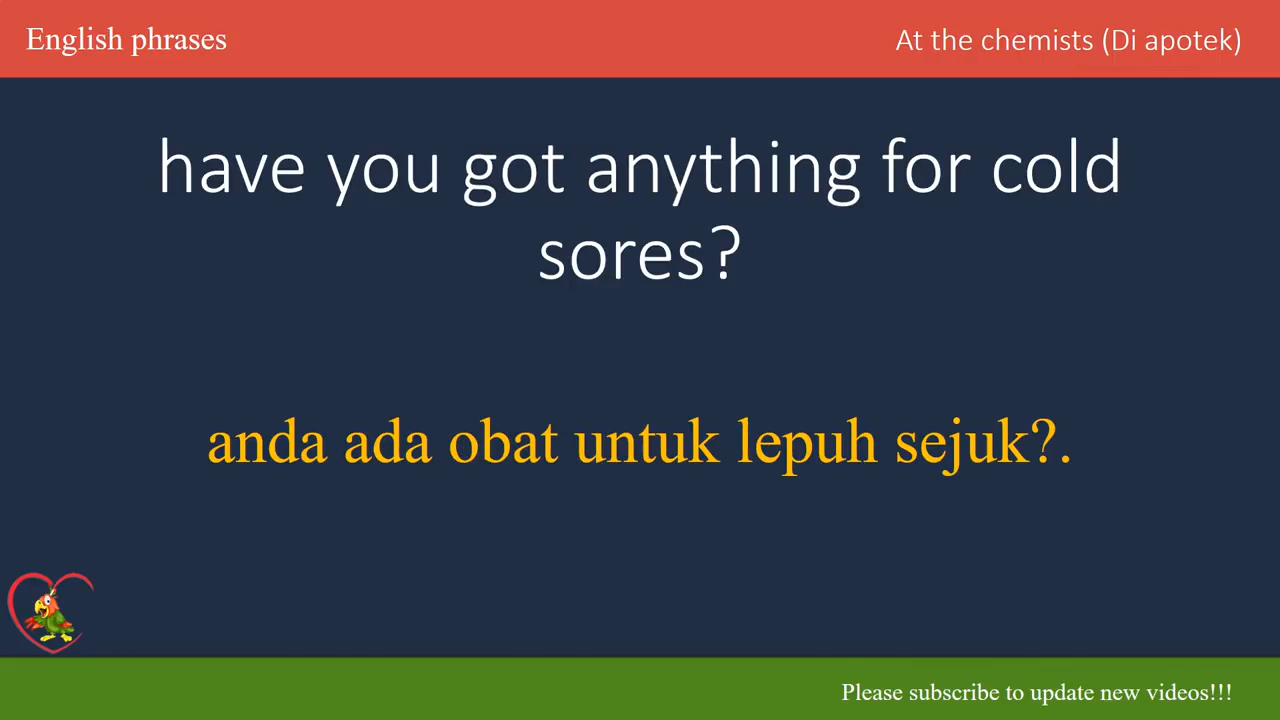 English phrases
At the chemists (Di apotek)
have you got anything for cold
sores?
anda ada obat untuk lepuh sejuk?.
Please subscribe to update new videos!!!